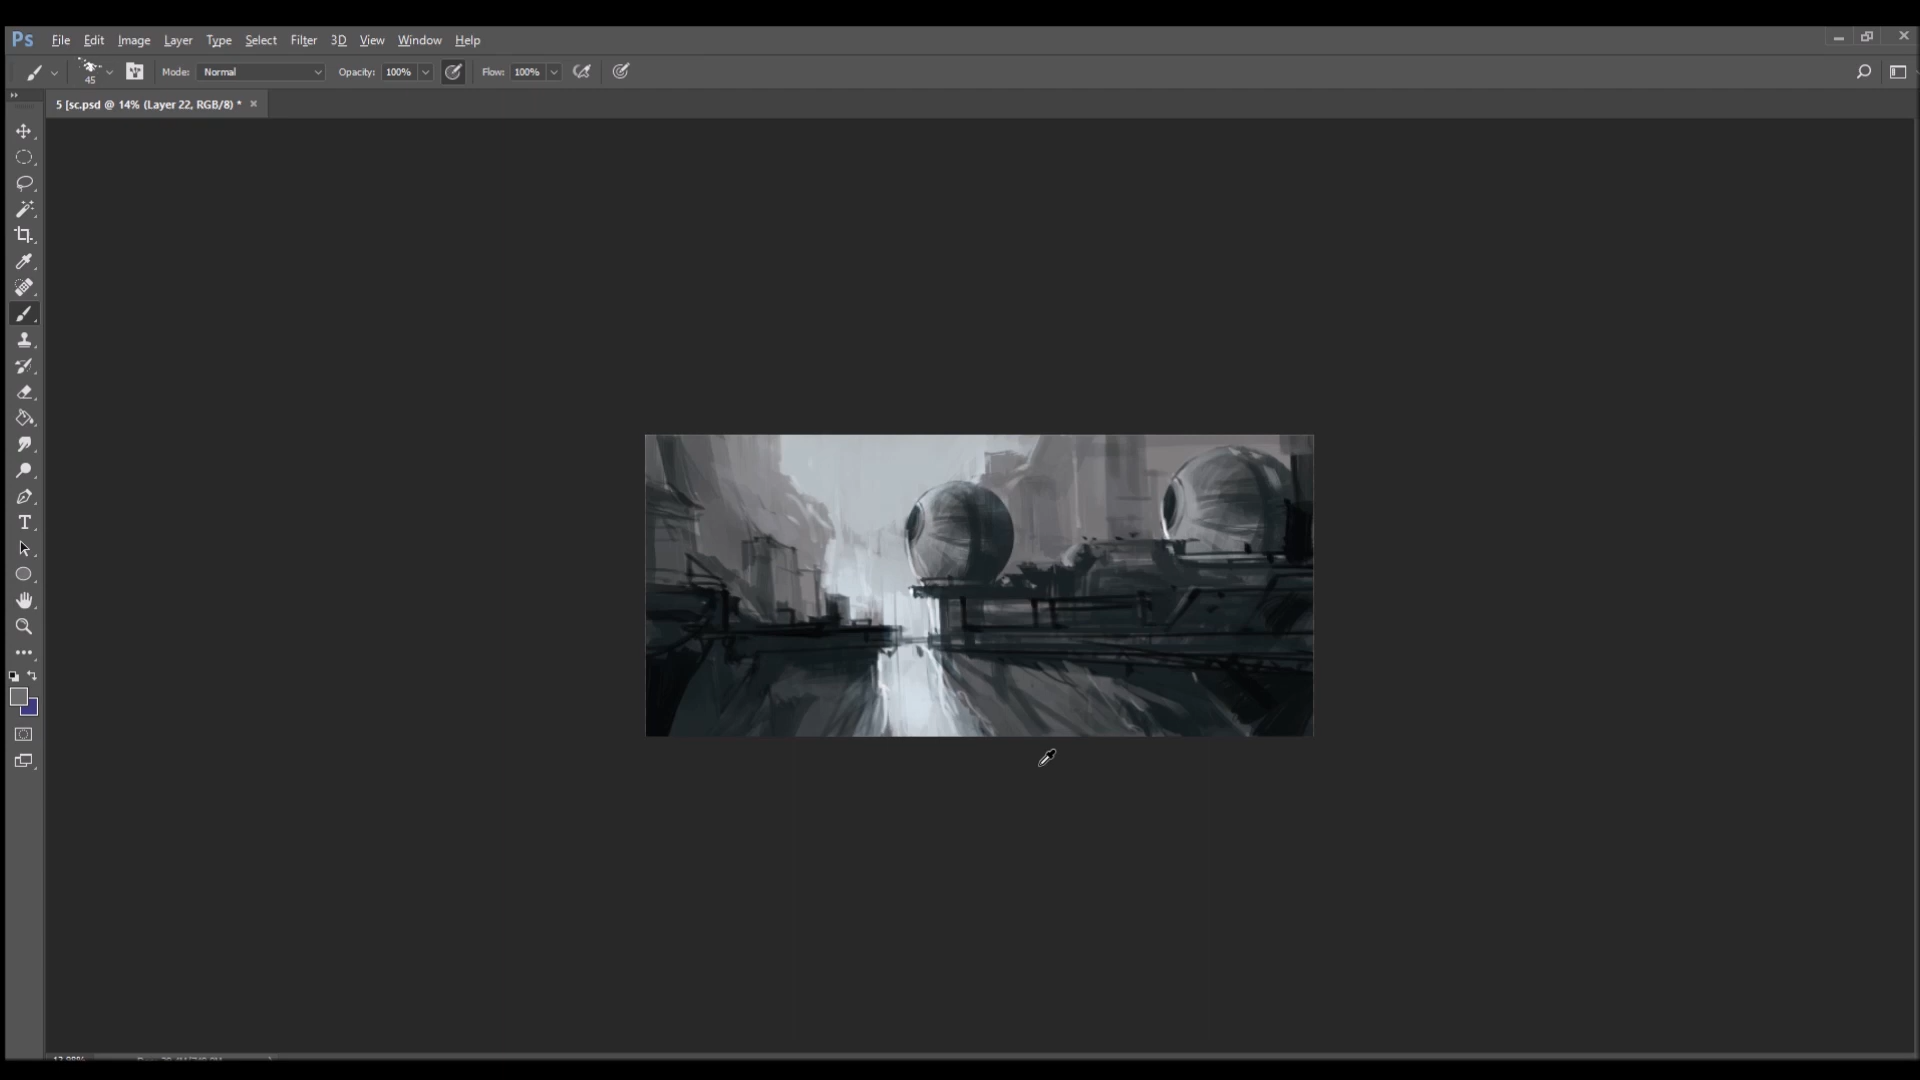 Ps File Edit Image Layer Type Select Filter 3D View Window Help
45 Mode: Normal Opacity: 100% Flow: 100%
5 [sc.psd @ 14% (Layer 22, RGB/8) *
T